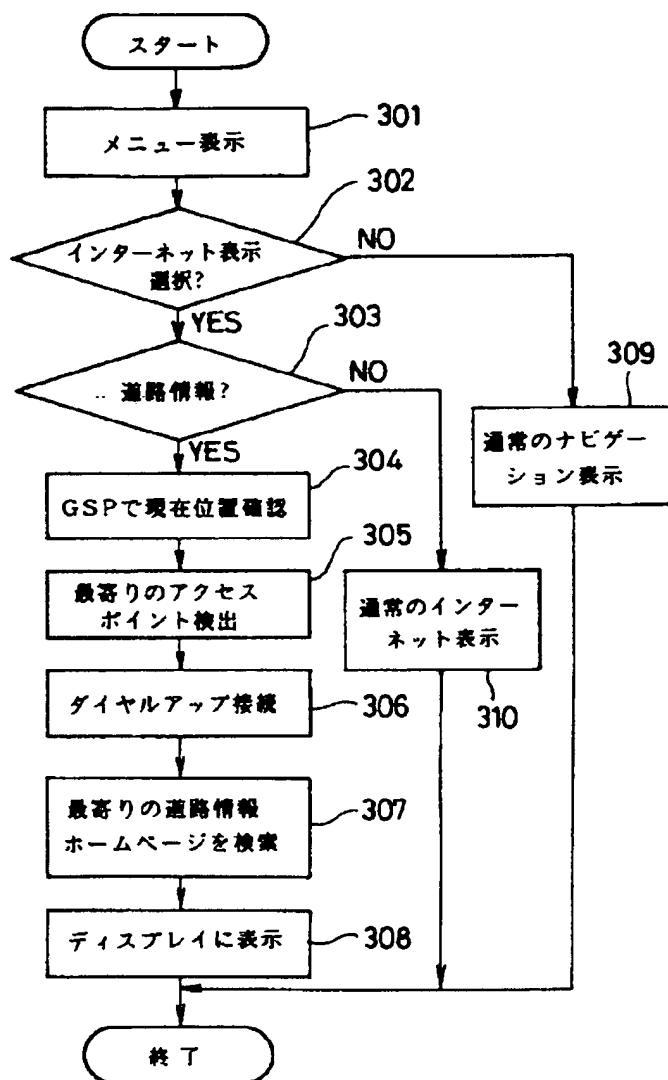 スタート
301
メニュー表示
302
インターネット表示
選択?
NO
YES
303
道路情報?
NO
YES
309
通常のナビゲー
ション表示
304
GSPで現在位置確認
305
最寄りのアクセス
ポイント検出
通常のインター
ネット表示
310
ダイヤルアップ接続
306
最寄りの道路情報
ホームページを検索
307
ディスプレイに表示
308
終了